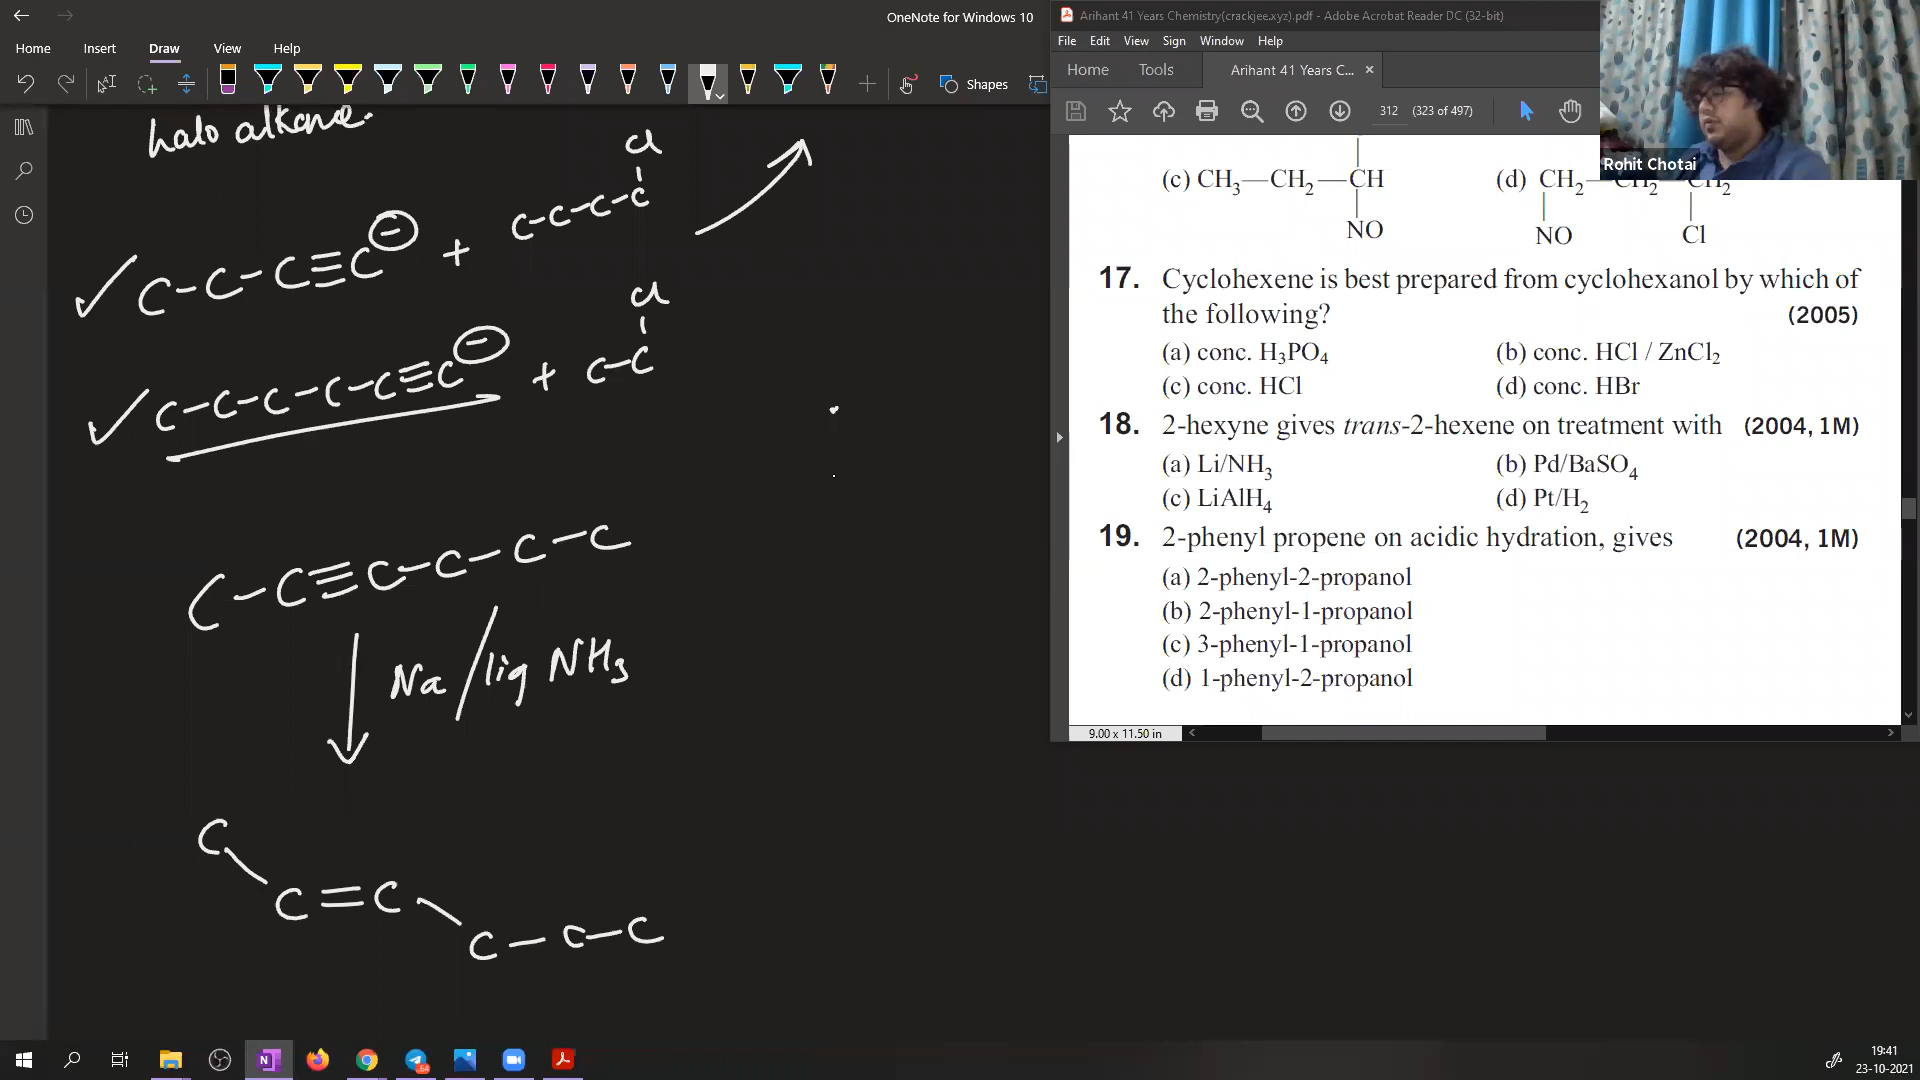 OneNote for Windows 10
Home Insert Draw View Help
Shapes
halo alkane.
Cl
C-C-C-C
C-C-C≡C⊖ +
Cl
C-C-C-C-C≡C⊖ + C-C
C-C≡C-C-C-C
Na/liq NH3
C
C=C
C-C-C
Arihant 41 Years Chemistry(crackjee.xyz).pdf - Adobe Acrobat Reader DC (32-bit)
File Edit View Sign Window Help
Home Tools Arihant 41 Years C... ×
312 (323 of 497)
Rohit Chotai
(c) CH₃—CH₂—CH (d) CH₂—CH₂—CH₂
NO NO Cl
17. Cyclohexene is best prepared from cyclohexanol by which of
the following? (2005)
(a) conc. H₃PO₄ (b) conc. HCl / ZnCl₂
(c) conc. HCl (d) conc. HBr
18. 2-hexyne gives trans-2-hexene on treatment with (2004, 1M)
(a) Li/NH₃ (b) Pd/BaSO₄
(c) LiAlH₄ (d) Pt/H₂
19. 2-phenyl propene on acidic hydration, gives (2004, 1M)
(a) 2-phenyl-2-propanol
(b) 2-phenyl-1-propanol
(c) 3-phenyl-1-propanol
(d) 1-phenyl-2-propanol
9.00 x 11.50 in
19:41
23-10-2021